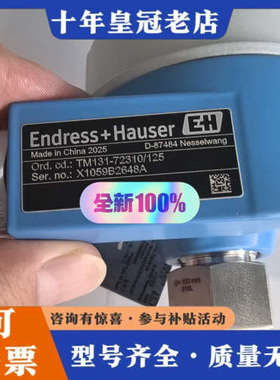 十年皇冠老店
Endress+Hauser EH
Made in China 2025 D-87484 Nesselwang
Ord. cd.: TM131-72310/125
Ser. no.: X1059B2648A
全新100%
可
票
咨询有惊喜·参与补贴活动
型号齐全·质量无忧